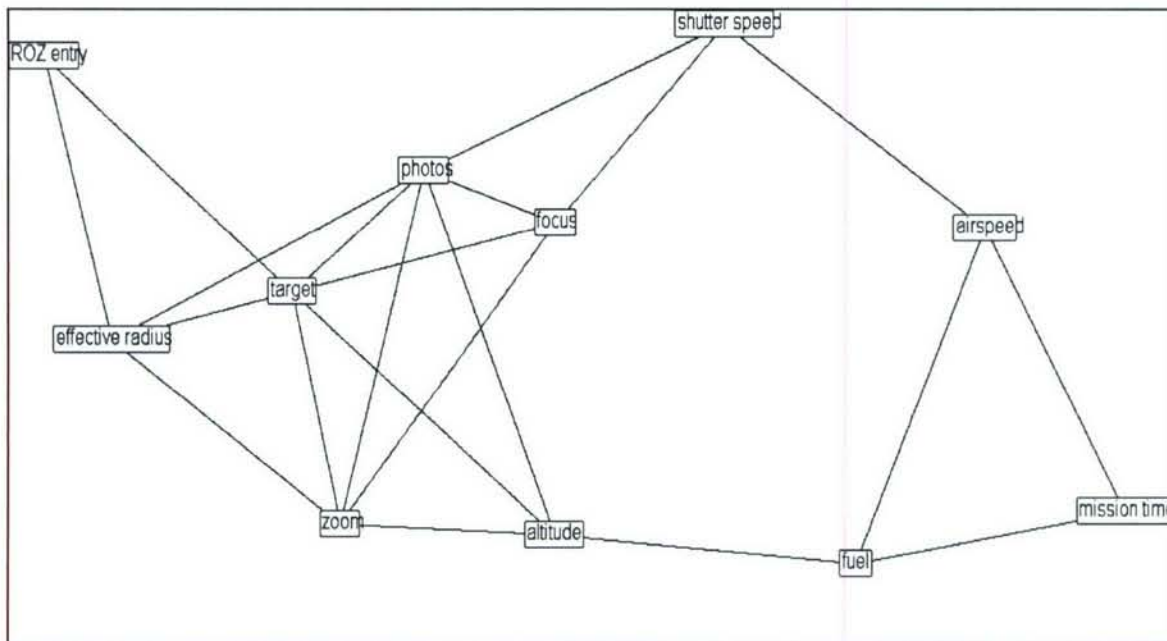 shutter speed
ROZ entry
photos
focus
airspeed
target
effective radius
mission time
zoom
altitude
fuel